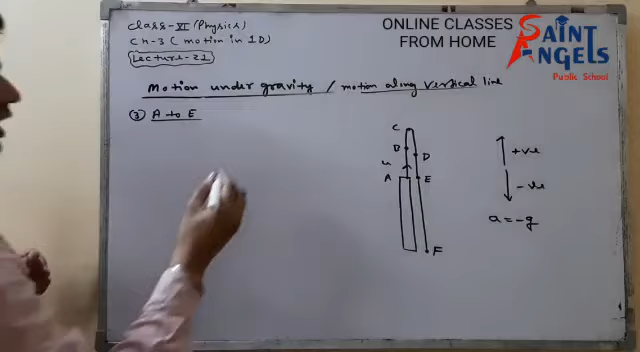 Class-XI (Physics)
Ch-3 (motion in 1D)
Lecture-21
ONLINE CLASSES
FROM HOME
SAINT
ANGELS
Public School
Motion under gravity / motion along vertical line
③ A to E
C
B
D
u
A
E
F
+ve
-ve
a=-g